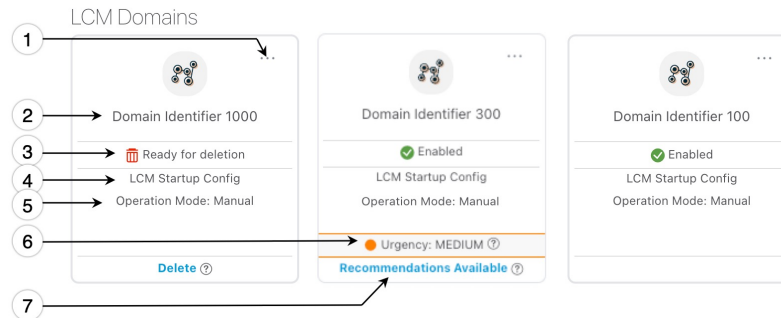 LCM Domains
1
...
...
...
2
Domain Identifier 1000
Domain Identifier 300
Domain Identifier 100
3
Ready for deletion
Enabled
Enabled
4
LCM Startup Config
LCM Startup Config
LCM Startup Config
5
Operation Mode: Manual
Operation Mode: Manual
Operation Mode: Manual
6
Urgency: MEDIUM ?
Delete ?
Recommendations Available ?
7